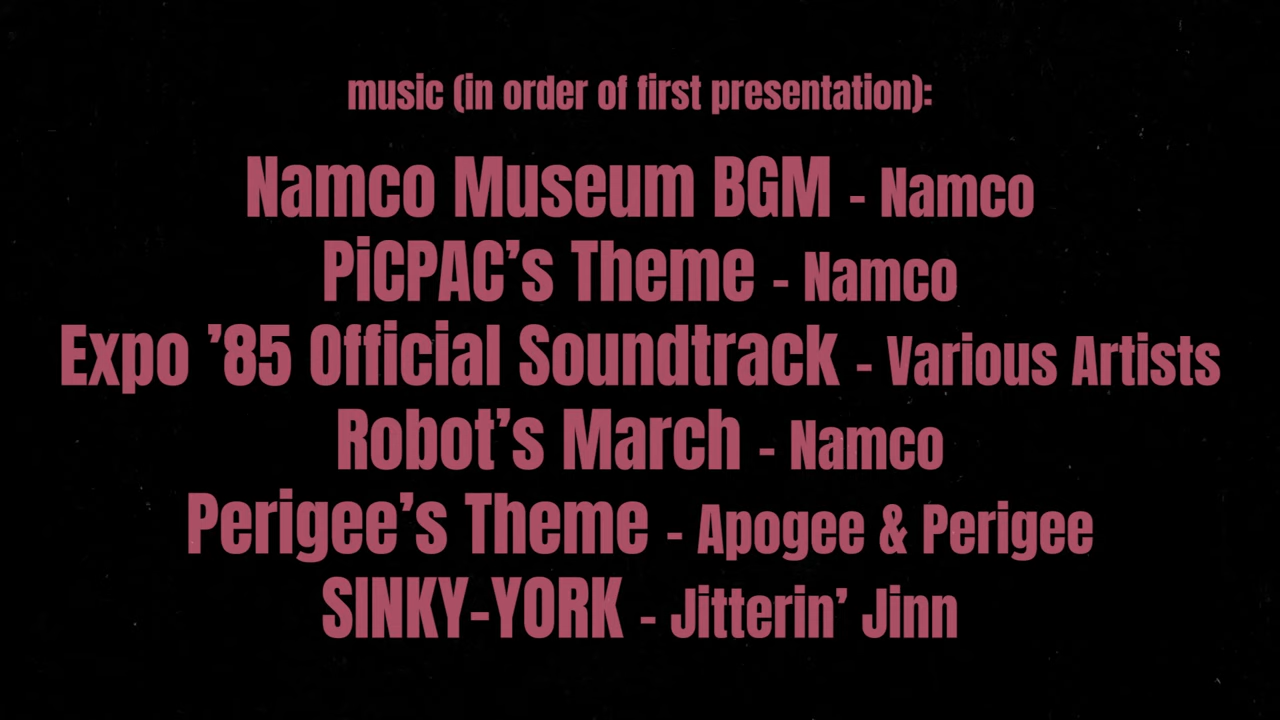 music (in order of first presentation):
Namco Museum BGM - Namco
PiCPAC’s Theme - Namco
Expo ’85 Official Soundtrack - Various Artists
Robot’s March - Namco
Perigee’s Theme - Apogee & Perigee
SINKY-YORK - Jitterin’ Jinn